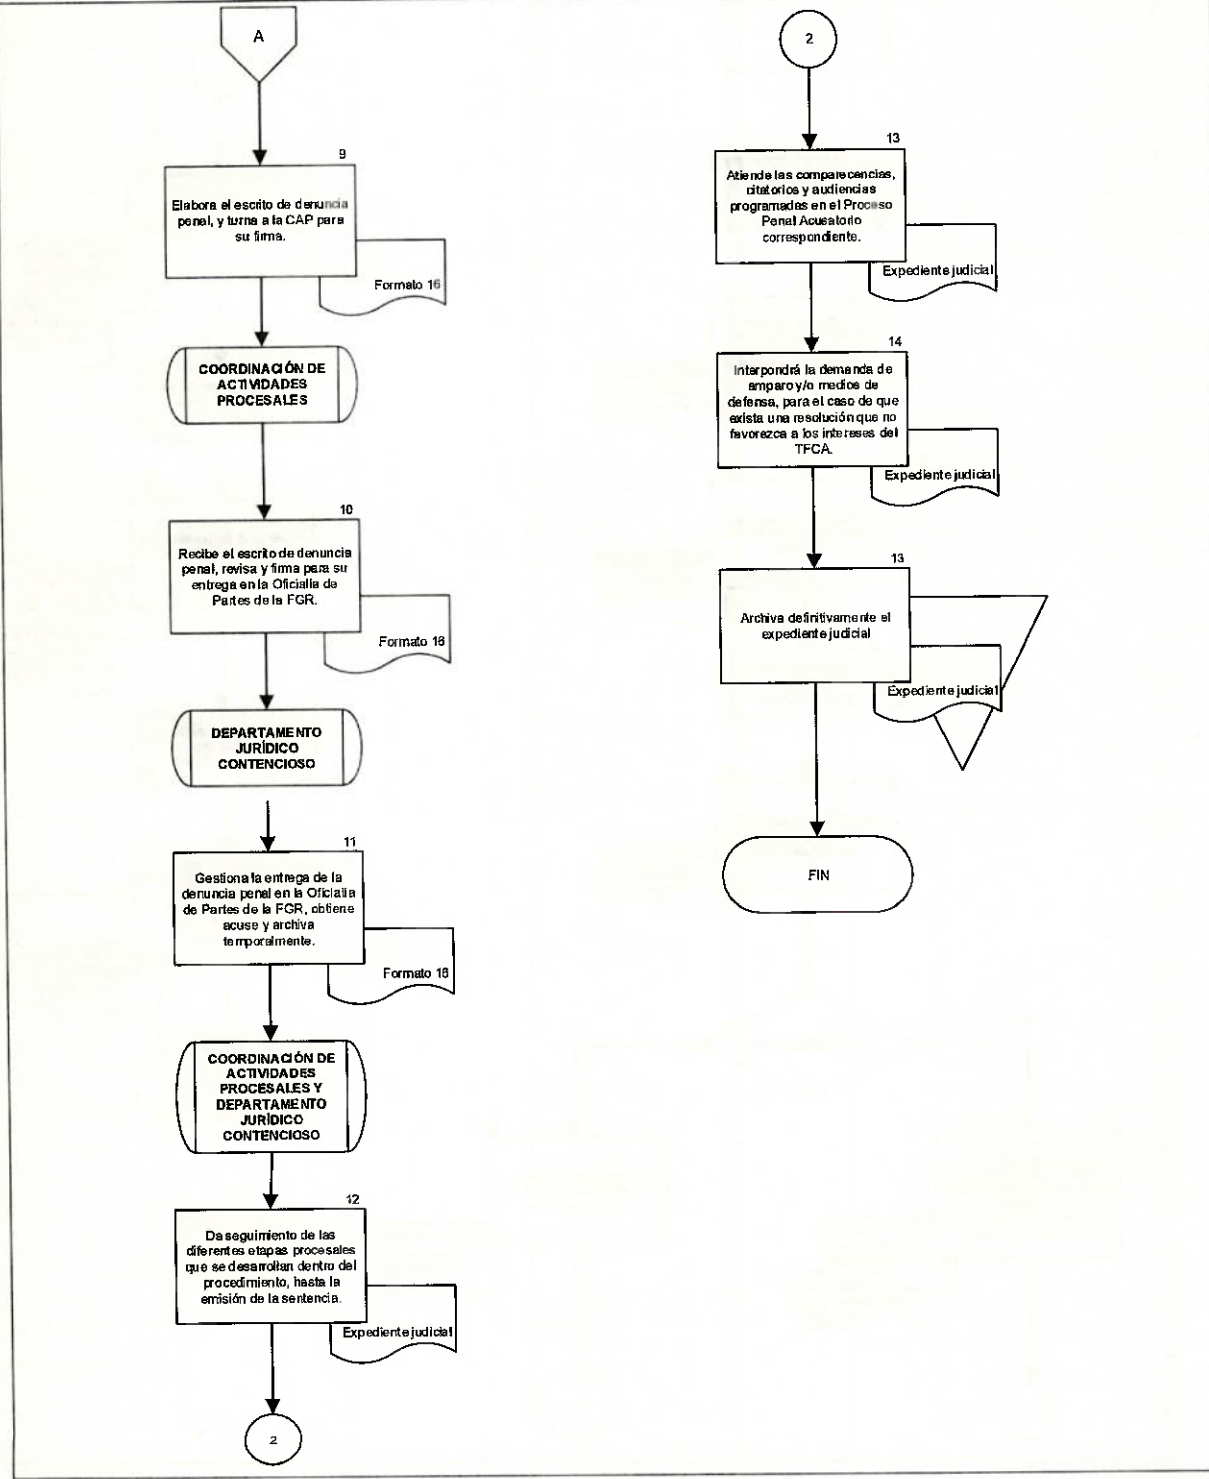 A
9
Elabora el escrito de denuncia
penal, y turna a la CAP para
su firma.
Formato 16
COORDINACIÓN DE
ACTIVIDADES
PROCESALES
10
Recibe el escrito de denuncia
penal, revisa y firma para su
entrega en la Oficialia de
Partes de la FGR.
Formato 16
DEPARTAMENTO
JURÍDICO
CONTENCIOSO
11
Gestiona la entrega de la
denuncia penal en la Oficialia
de Partes de la FGR, obtiene
acuse y archiva
temporalmente.
Formato 16
COORDINACIÓN DE
ACTIVIDADES
PROCESALES Y
DEPARTAMENTO
JURÍDICO
CONTENCIOSO
12
Da seguimiento de las
diferentes etapas procesales
que se desarrollan dentro del
procedimiento, hasta la
emisión de la sentencia.
Expediente judicial
2
2
13
Atiende las comparecencias,
citatorios y audiencias
programadas en el Proceso
Penal Acusatorio
correspondiente.
Expediente judicial
14
Interpondrá la demanda de
amparo y/o medios de
defensa, para el caso de que
exista una resolución que no
favorezca a los intereses del
TFCA.
Expediente judicial
13
Archiva definitivamente el
expediente judicial
Expediente judicial
FIN